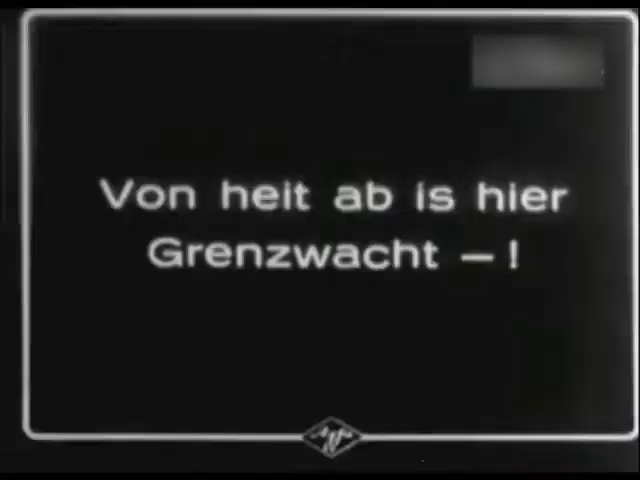 Von heit ab is hier
Grenzwacht – !